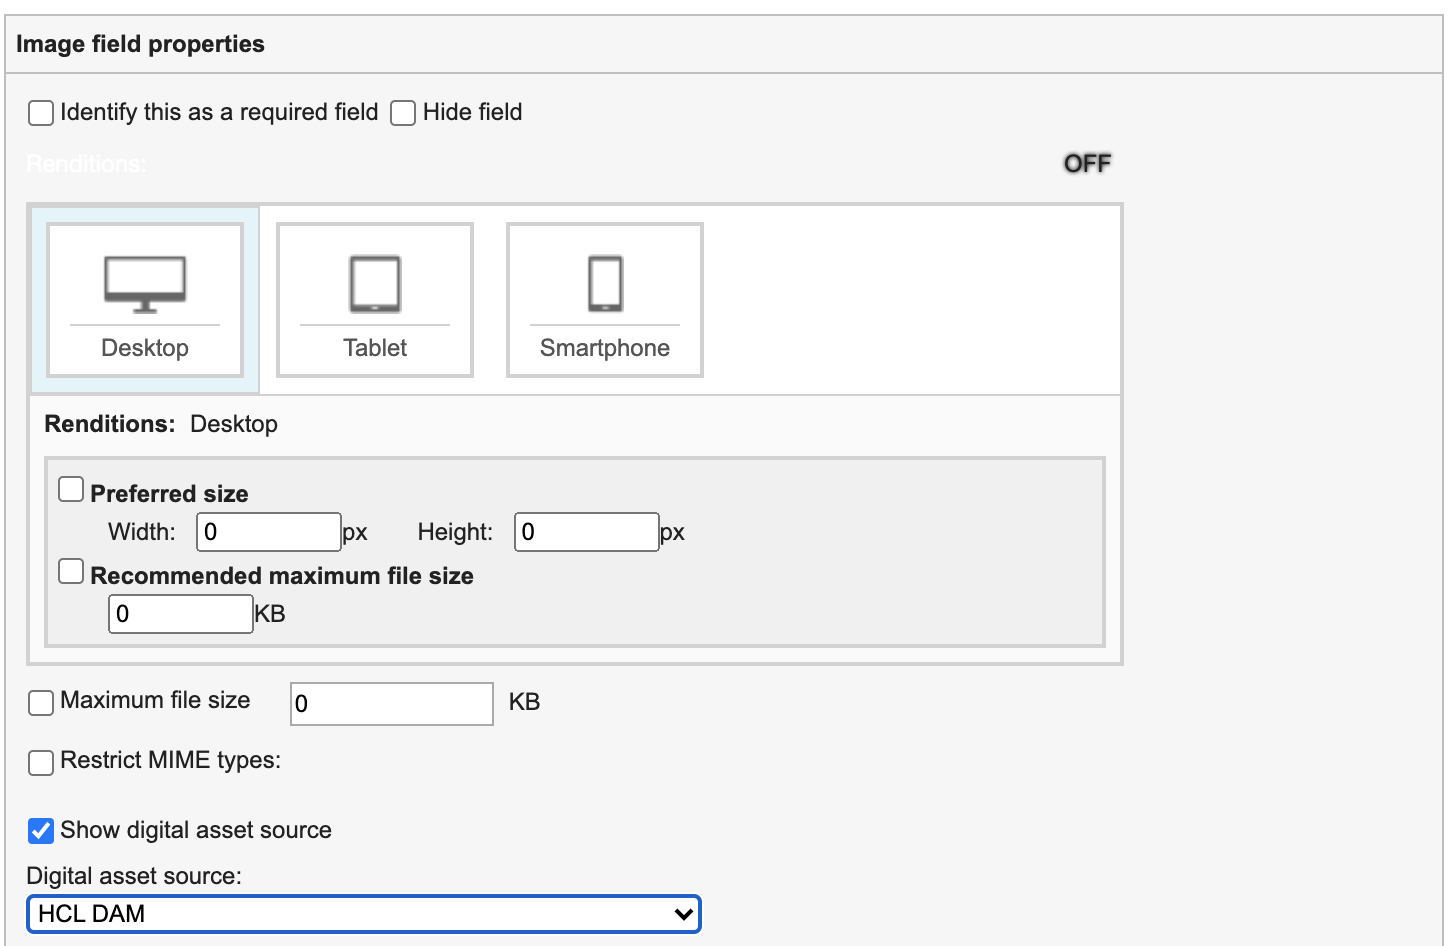 Image field properties
Identify this as a required field Hide field
Renditions: OFF
Desktop Tablet Smartphone
Renditions: Desktop
Preferred size
Width: 0 px Height: 0 px
Recommended maximum file size
0 KB
Maximum file size 0 KB
Restrict MIME types:
Show digital asset source
Digital asset source:
HCL DAM